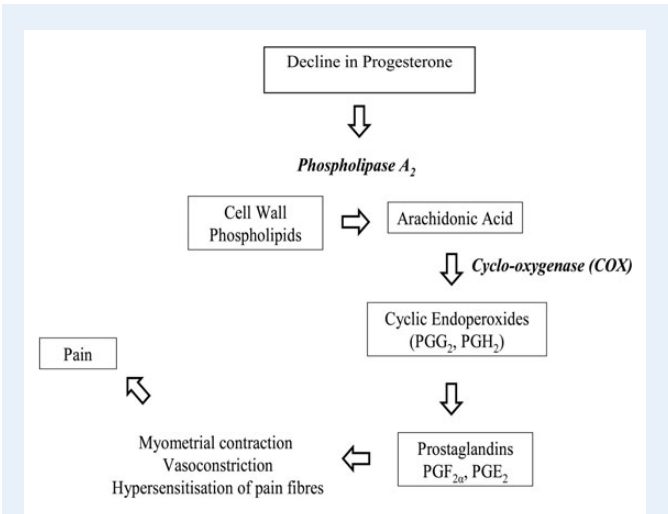 Decline in Progesterone
Phospholipase A₂
Cell Wall
Phospholipids
Arachidonic Acid
Cyclo-oxygenase (COX)
Cyclic Endoperoxides
(PGG₂, PGH₂)
Pain
Myometrial contraction
Vasoconstriction
Hypersensitisation of pain fibres
Prostaglandins
PGF₂α, PGE₂